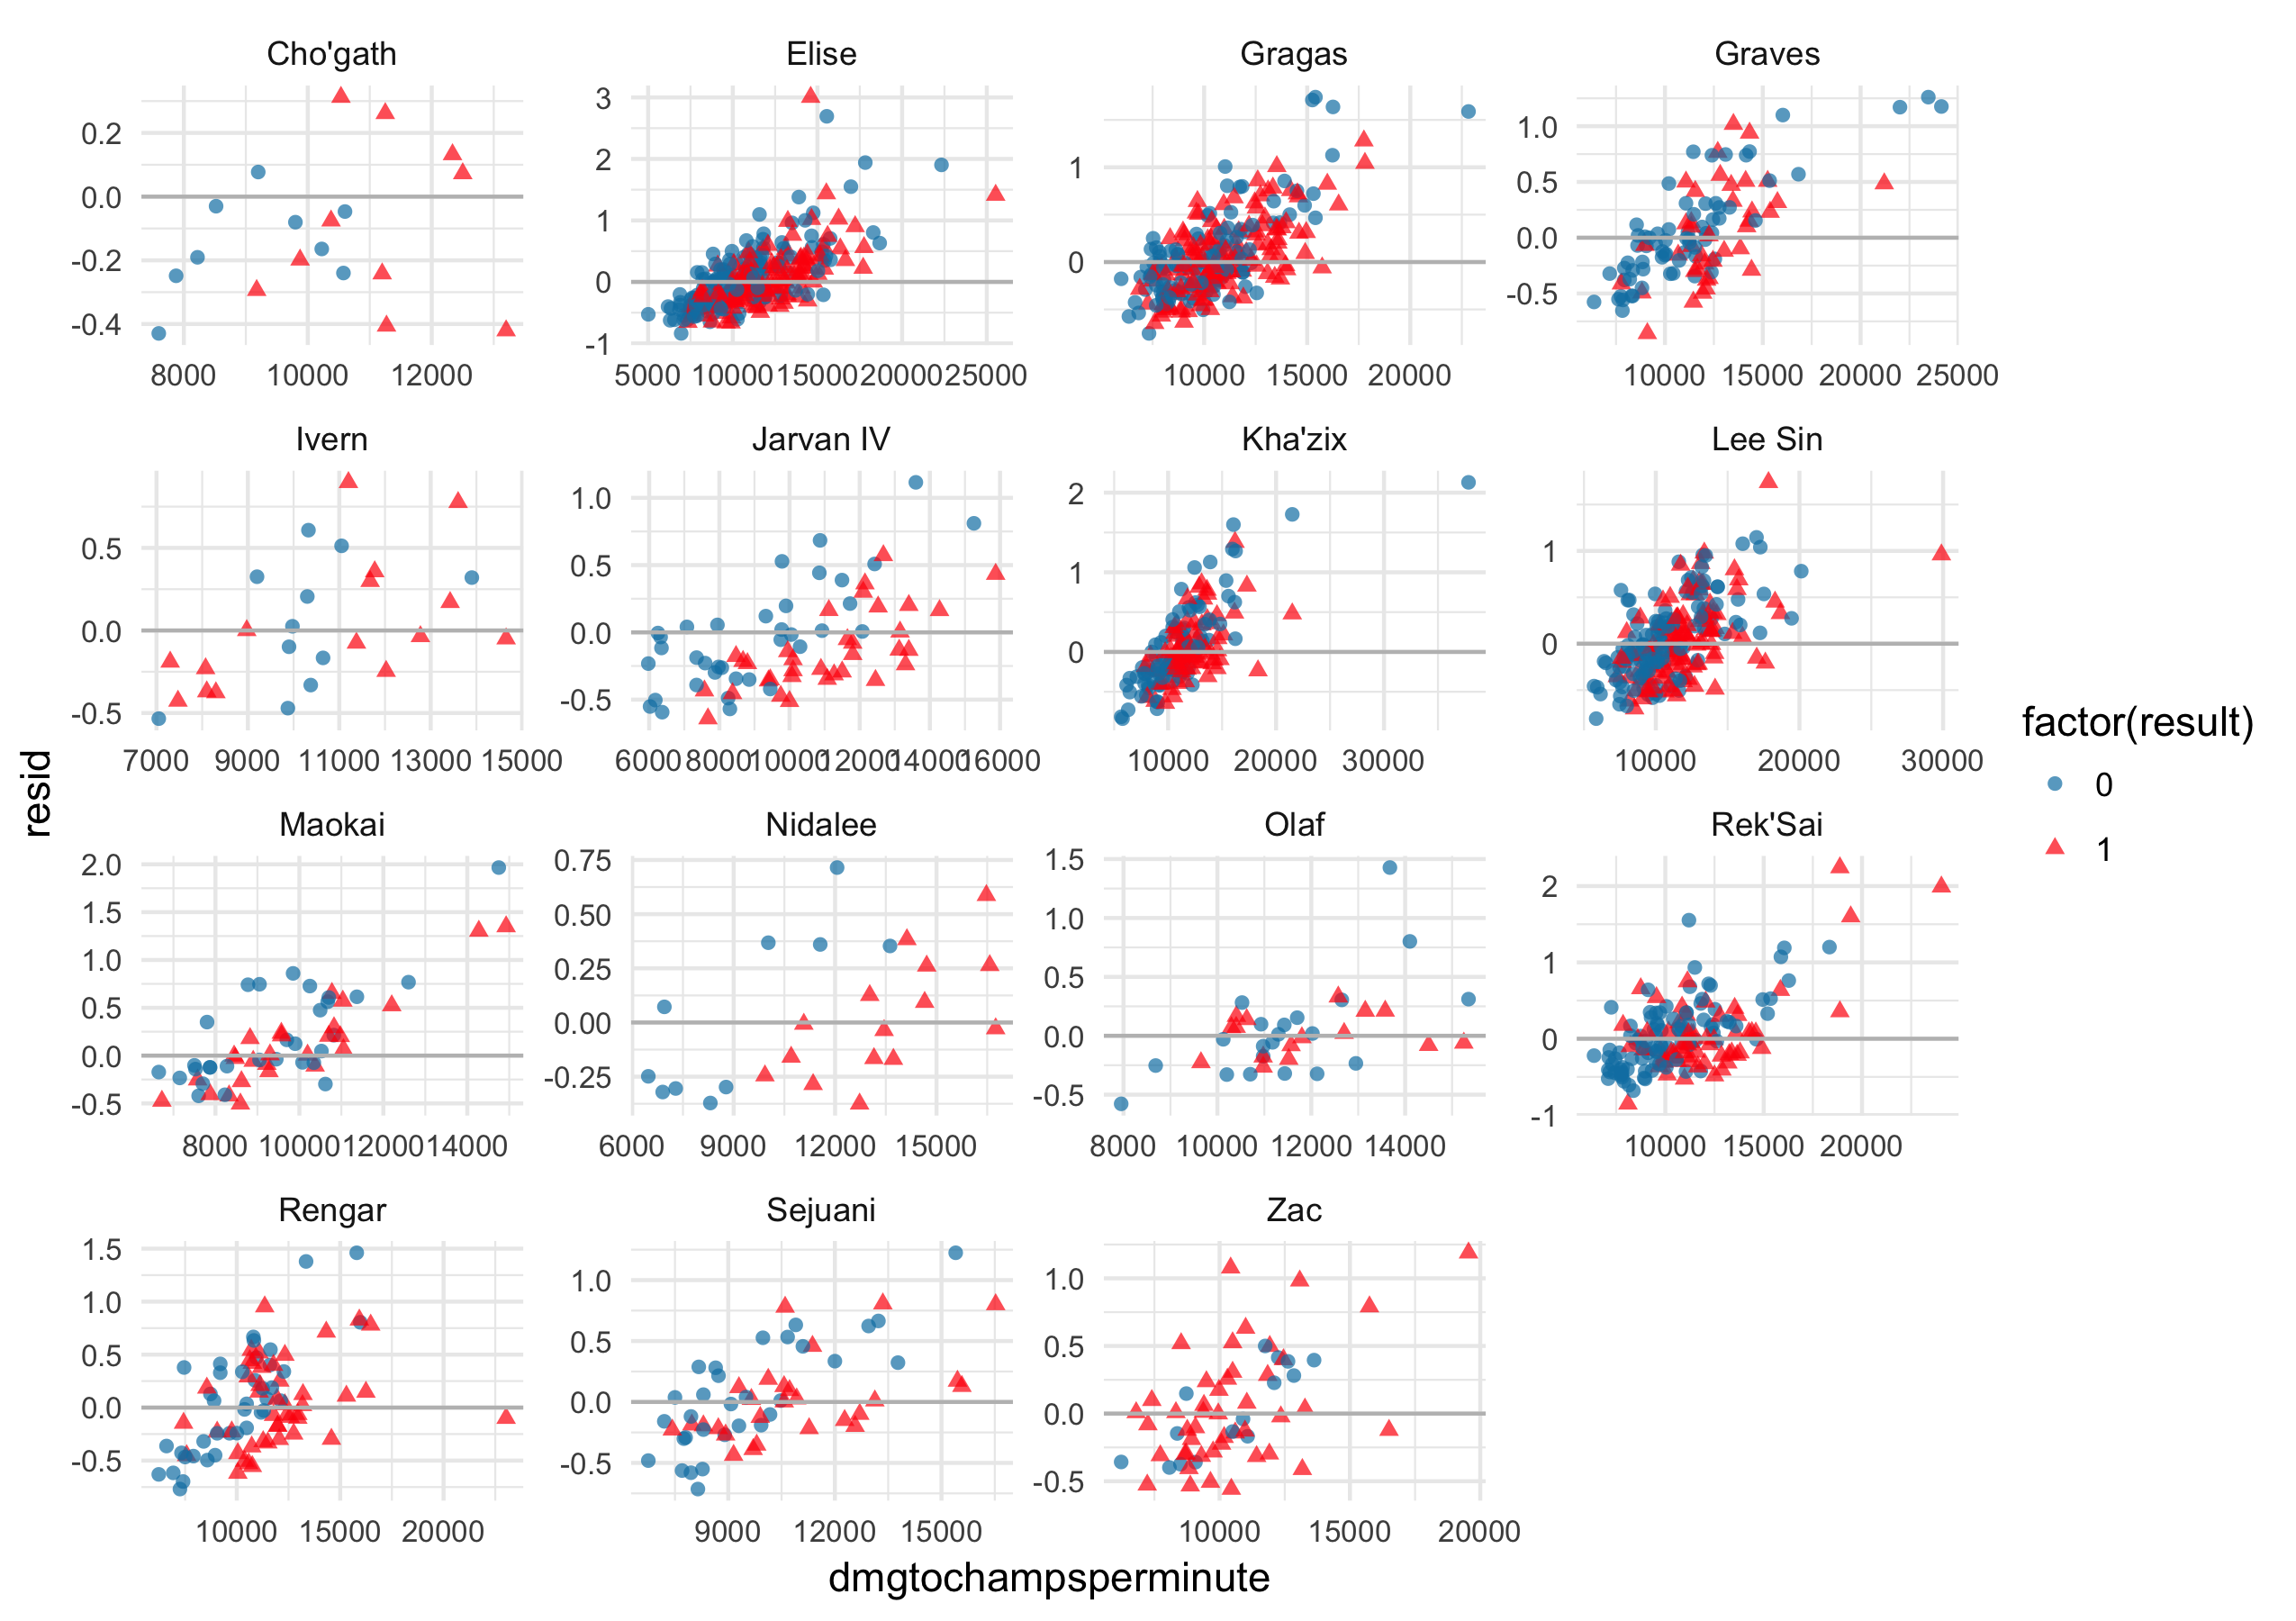 Cho'gath
Elise
Gragas
Graves
0.2
0.0
-0.2
-0.4
8000 10000 12000
3
2
1
0
-1
5000 10000 15000 20000 25000
1
0
10000 15000 20000
1.0
0.5
0.0
-0.5
10000 15000 20000 25000
Ivern
Jarvan IV
Kha'zix
Lee Sin
0.5
0.0
-0.5
7000 9000 11000 13000 15000
1.0
0.5
0.0
-0.5
6000 8000 10000 12000 14000 16000
2
1
0
10000 20000 30000
1
0
10000 20000 30000
Maokai
Nidalee
Olaf
Rek'Sai
2.0
1.5
1.0
0.5
0.0
-0.5
8000 10000 12000 14000
0.75
0.50
0.25
0.00
-0.25
6000 9000 12000 15000
1.5
1.0
0.5
0.0
-0.5
8000 10000 12000 14000
2
1
0
-1
10000 15000 20000
Rengar
Sejuani
Zac
1.5
1.0
0.5
0.0
-0.5
10000 15000 20000
1.0
0.5
0.0
-0.5
9000 12000 15000
1.0
0.5
0.0
-0.5
10000 15000 20000
resid
dmgtochampsperminute
factor(result)
0
1